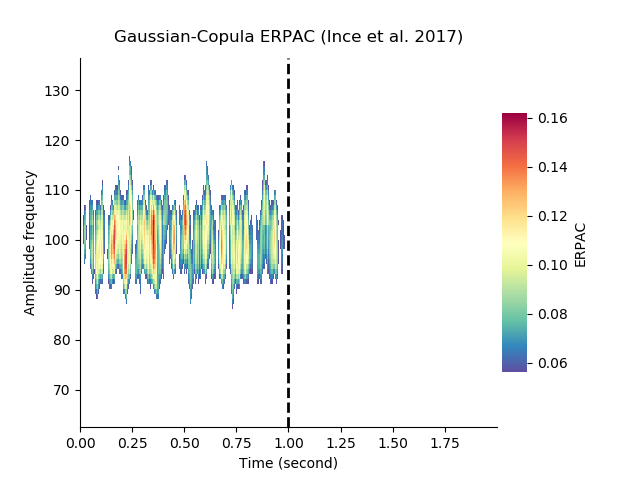 Gaussian-Copula ERPAC (Ince et al. 2017)
130
120
110
100
90
80
70
Amplitude frequency
0.00 0.25 0.50 0.75 1.00 1.25 1.50 1.75
Time (second)
0.16
0.14
0.12
0.10
0.08
0.06
ERPAC